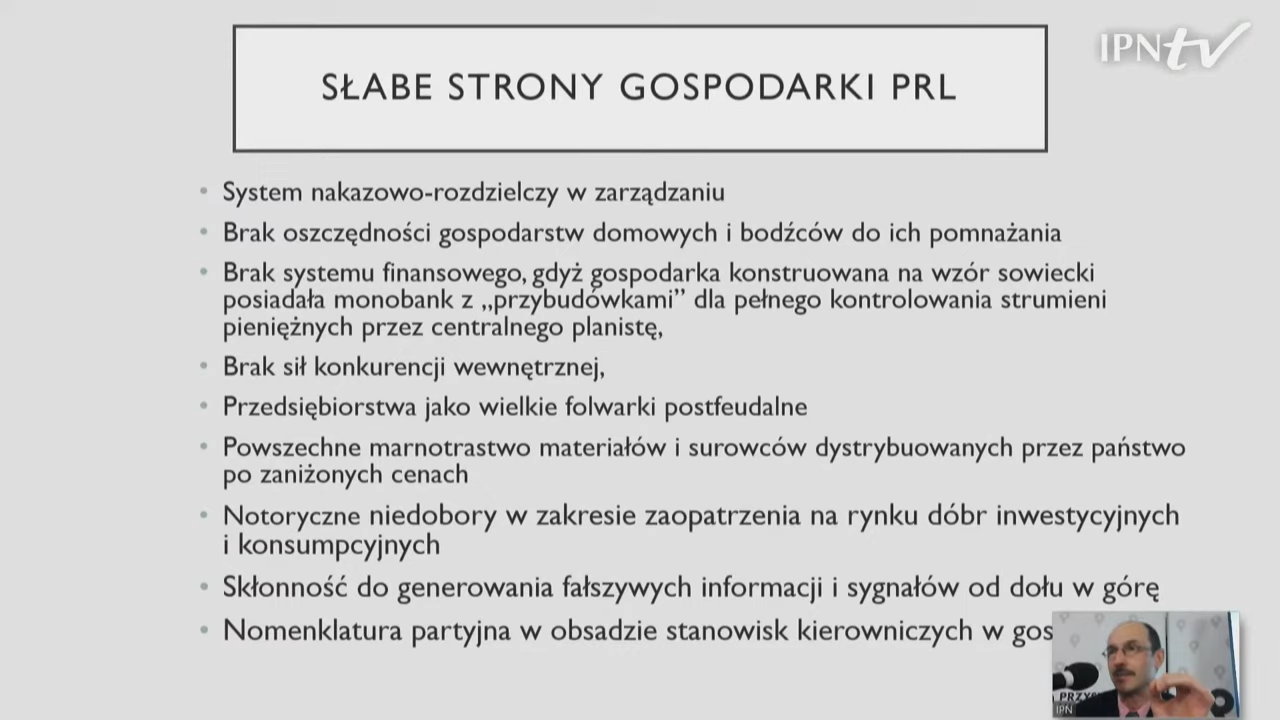 IPNtv
SŁABE STRONY GOSPODARKI PRL
• System nakazowo-rozdzielczy w zarządzaniu
• Brak oszczędności gospodarstw domowych i bodźców do ich pomnażania
• Brak systemu finansowego, gdyż gospodarka konstruowana na wzór sowiecki
posiadała monobank z „przybudówkami” dla pełnego kontrolowania strumieni
pieniężnych przez centralnego planistę,
• Brak sił konkurencji wewnętrznej,
• Przedsiębiorstwa jako wielkie folwarki postfeudalne
• Powszechne marnotrastwo materiałów i surowców dystrybuowanych przez państwo
po zaniżonych cenach
• Notoryczne niedobory w zakresie zaopatrzenia na rynku dóbr inwestycyjnych
i konsumpcyjnych
• Skłonność do generowania fałszywych informacji i sygnałów od dołu w górę
• Nomenklatura partyjna w obsadzie stanowisk kierowniczych w gos
IPN